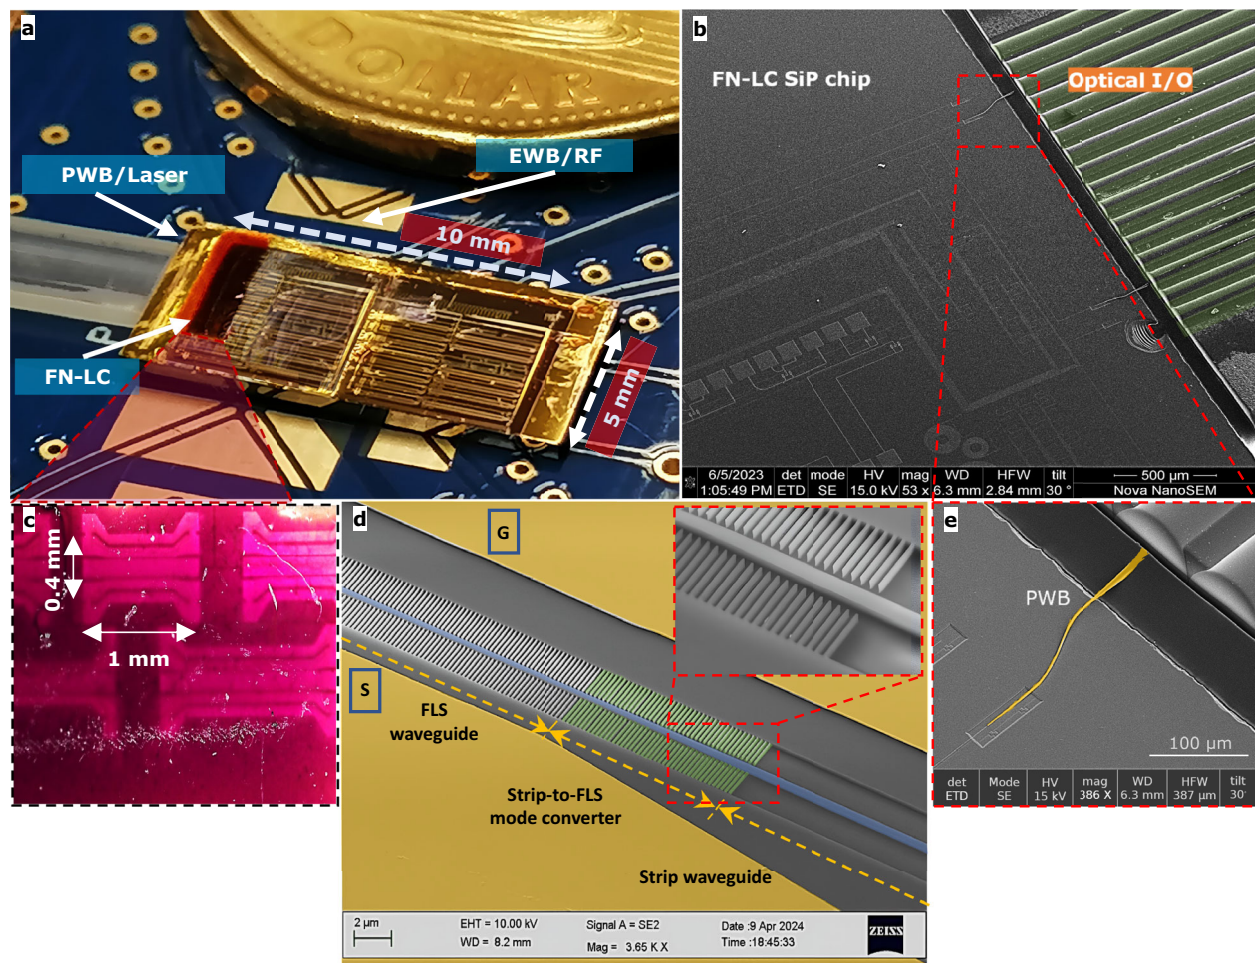 a
DOLLAR
PWB/Laser
EWB/RF
10 mm
5 mm
FN-LC
P
b
FN-LC SiP chip
Optical I/O
6/5/2023
1:05:49 PM
det
ETD
mode
SE
HV
15.0 kV
mag
53 x
WD
6.3 mm
HFW
2.84 mm
tilt
30 °
500 µm
Nova NanoSEM
c
0.4 mm
1 mm
d
G
S
FLS
waveguide
Strip-to-FLS
mode converter
Strip waveguide
2 µm
EHT = 10.00 kV
WD = 8.2 mm
Signal A = SE2
Mag = 3.65 K X
Date :9 Apr 2024
Time :18:45:33
ZEISS
e
PWB
100 µm
det
ETD
Mode
SE
HV
15 kV
mag
386 X
WD
6.3 mm
HFW
387 µm
tilt
30°